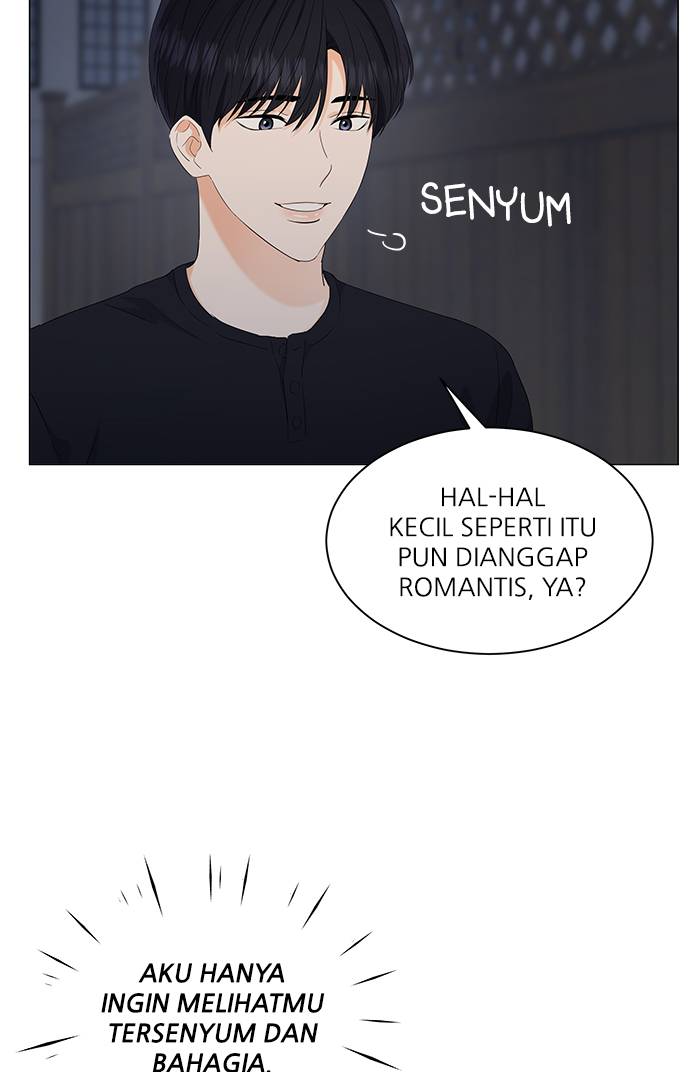 SENYUM
HAL-HAL
KECIL SEPERTI ITU
PUN DIANGGAP
ROMANTIS, YA?
AKU HANYA
INGIN MELIHATMU
TERSENYUM DAN
BAHAGIA.